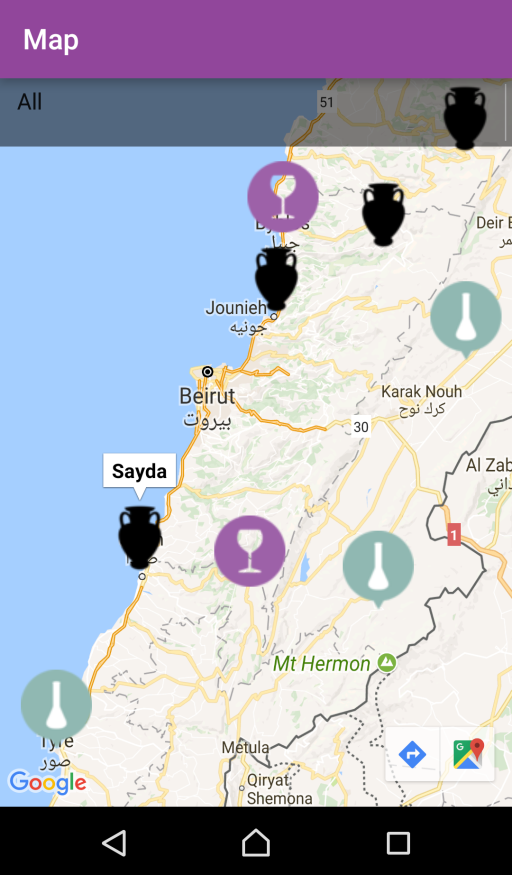 Map
All
51
جبيل
Deir E
Jounieh
جونيه
Karak Nouh
كرك نوح
Beirut
بيروت
30
Al Zab
Sayda
1
Mt Hermon
Tyre
صور
Metula
Qiryat
Shemona
Google